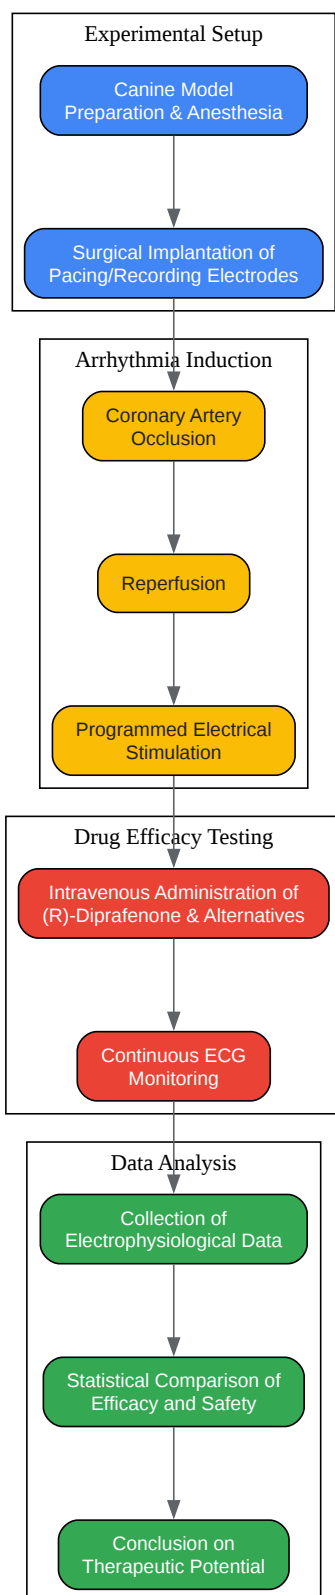 Experimental Setup
Canine Model
Preparation & Anesthesia
Surgical Implantation of
Pacing/Recording Electrodes
Arrhythmia Induction
Coronary Artery
Occlusion
Reperfusion
Programmed Electrical
Stimulation
Drug Efficacy Testing
Intravenous Administration of
(R)-Diprafenone & Alternatives
Continuous ECG
Monitoring
Data Analysis
Collection of
Electrophysiological Data
Statistical Comparison of
Efficacy and Safety
Conclusion on
Therapeutic Potential